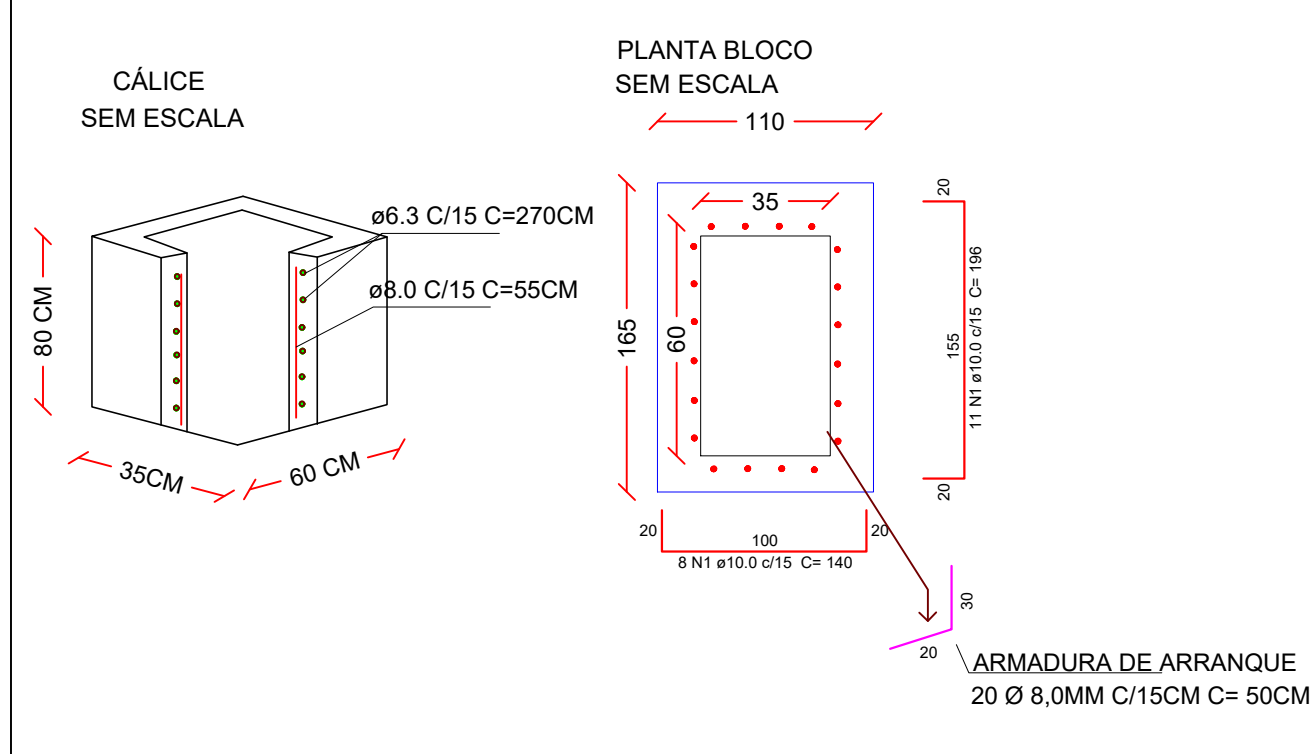 CÁLICE
SEM ESCALA
ø6.3 C/15 C=270CM
ø8.0 C/15 C=55CM
80 CM
35CM
60 CM
PLANTA BLOCO
SEM ESCALA
110
35
165
60
20
155
11 N1 ø10.0 c/15 C= 196
20
20
100
20
8 N1 ø10.0 c/15 C= 140
30
20
ARMADURA DE ARRANQUE
20 Ø 8,0MM C/15CM C= 50CM